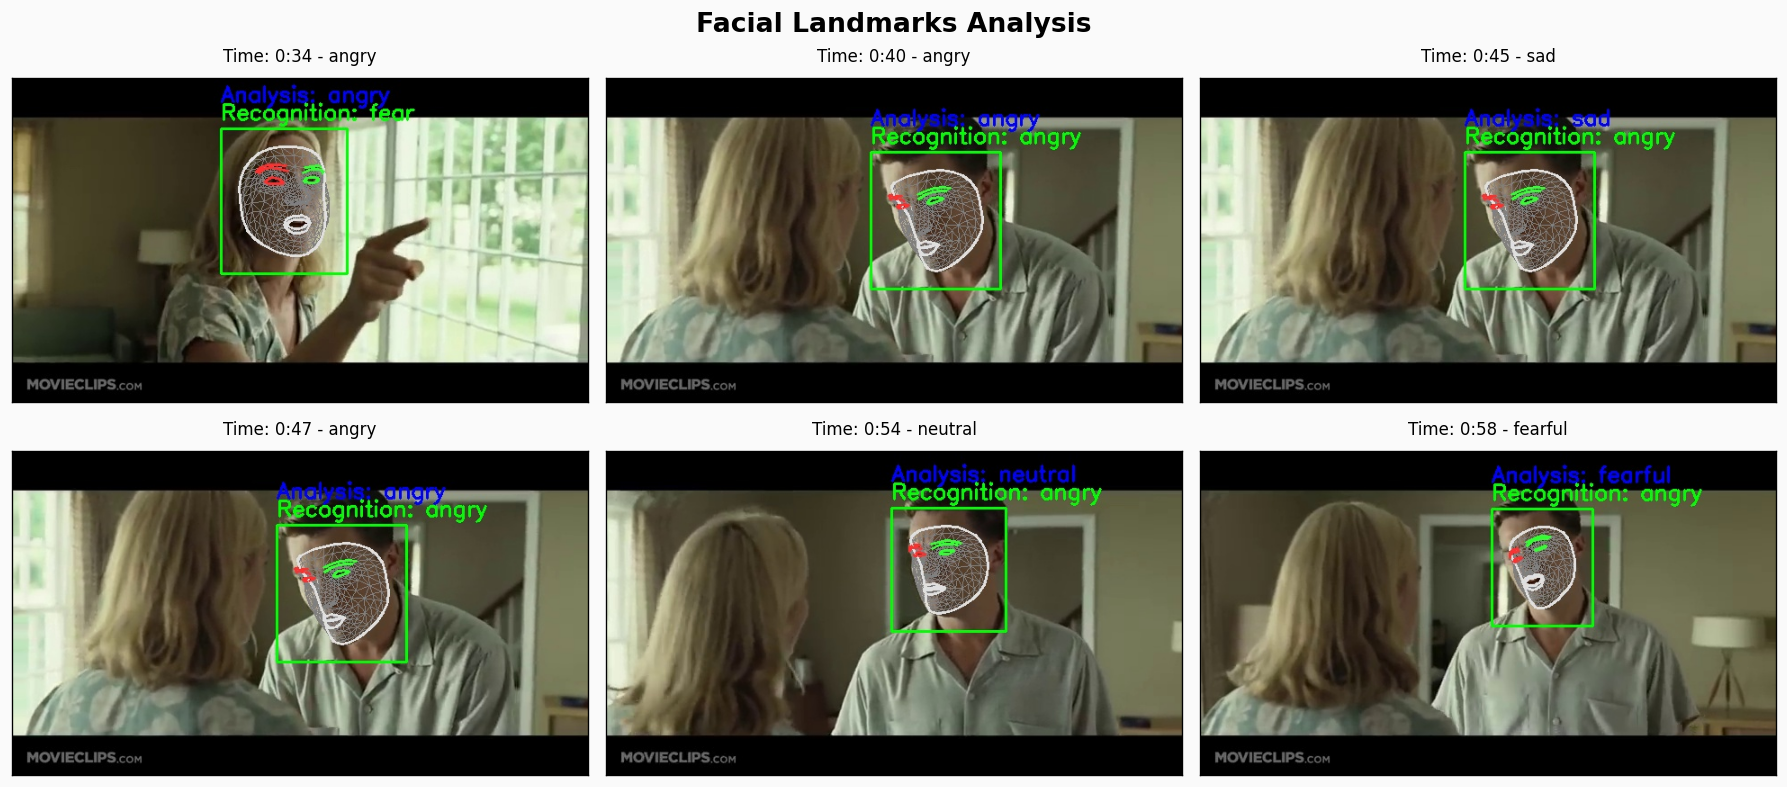 Facial Landmarks Analysis
Time: 0:34 - angry
Time: 0:40 - angry
Time: 0:45 - sad
Analysis: angry
Recognition: fear
MOVIECLIPS.COM
Analysis: angry
Recognition: angry
MOVIECLIPS.COM
Analysis: sad
Recognition: angry
MOVIECLIPS.COM
Time: 0:47 - angry
Time: 0:54 - neutral
Time: 0:58 - fearful
Analysis: angry
Recognition: angry
MOVIECLIPS.COM
Analysis: neutral
Recognition: angry
MOVIECLIPS.COM
Analysis: fearful
Recognition: angry
MOVIECLIPS.COM